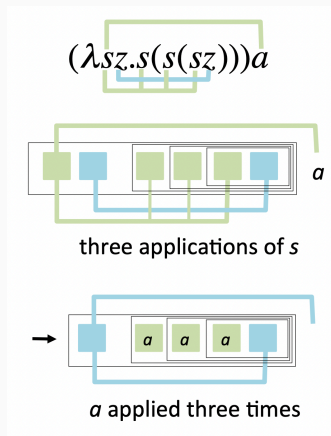 (λsz.s(s(sz)))a
a
three applications of s
→ a a a
a applied three times